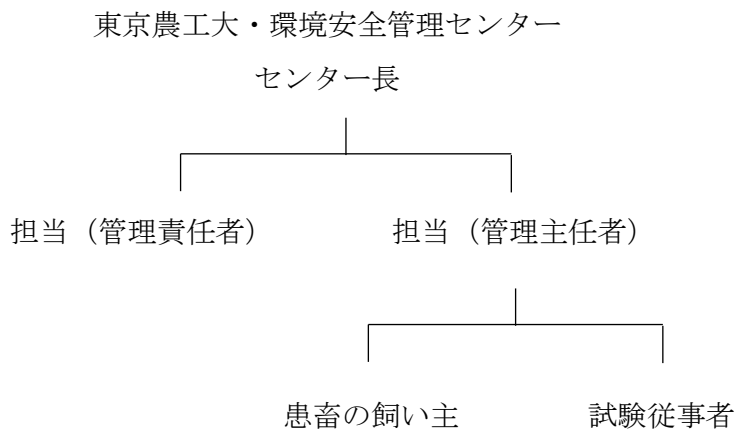 東京農工大・環境安全管理センター
センター長
担当（管理責任者）
担当（管理主任者）
患畜の飼い主
試験従事者